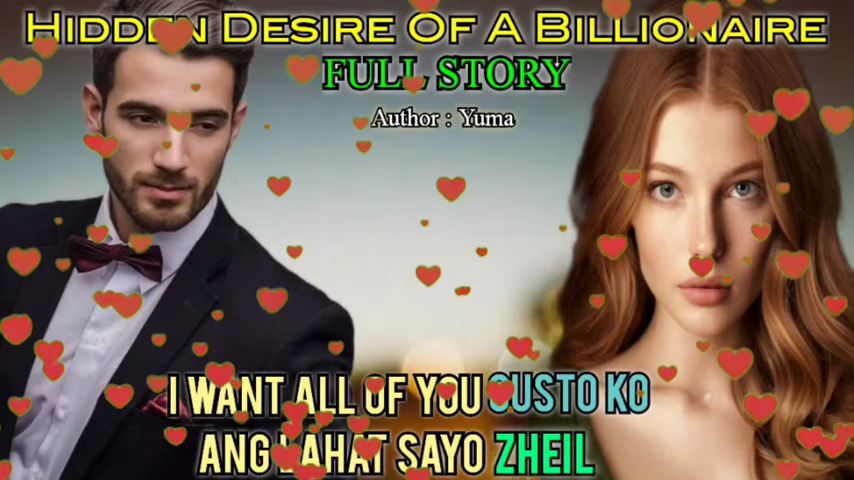 HIDDEN DESIRE OF A BILLIONAIRE
FULL STORY
Author : Yuma
I WANT ALL OF YOU GUSTO KO
ANG LAHAT SAYO ZHEIL